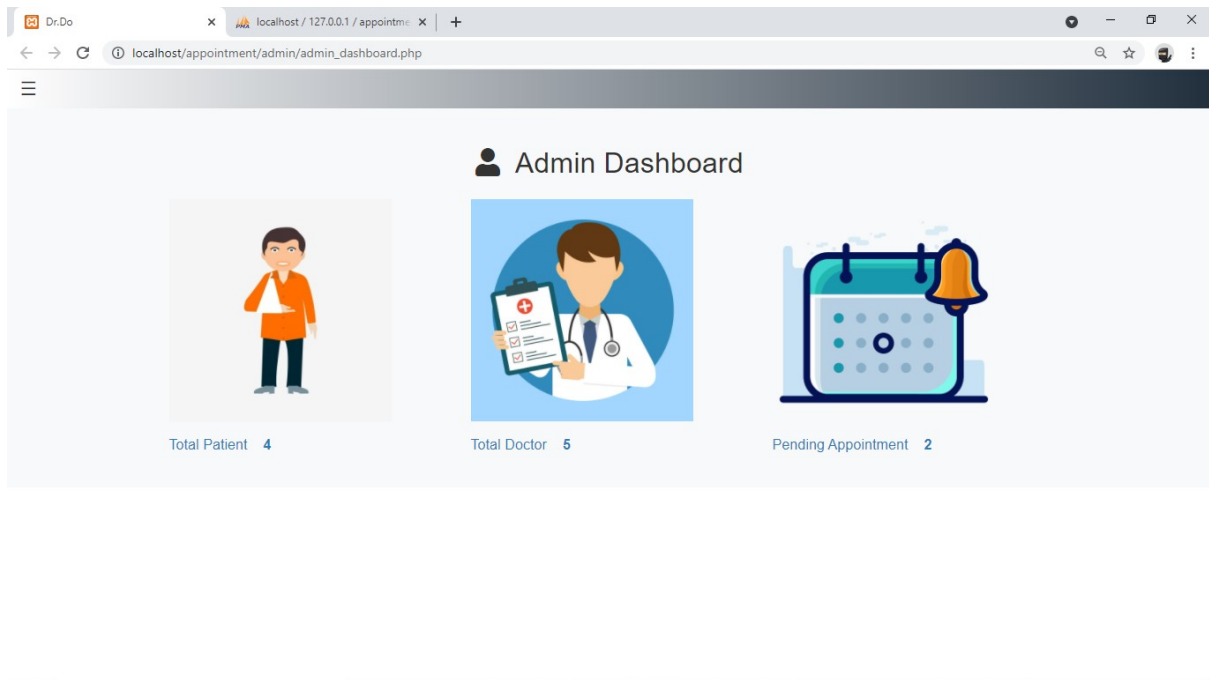 Dr.Do
localhost / 127.0.0.1 / appointme
localhost/appointment/admin/admin_dashboard.php
Admin Dashboard
Total Patient 4
Total Doctor 5
Pending Appointment 2